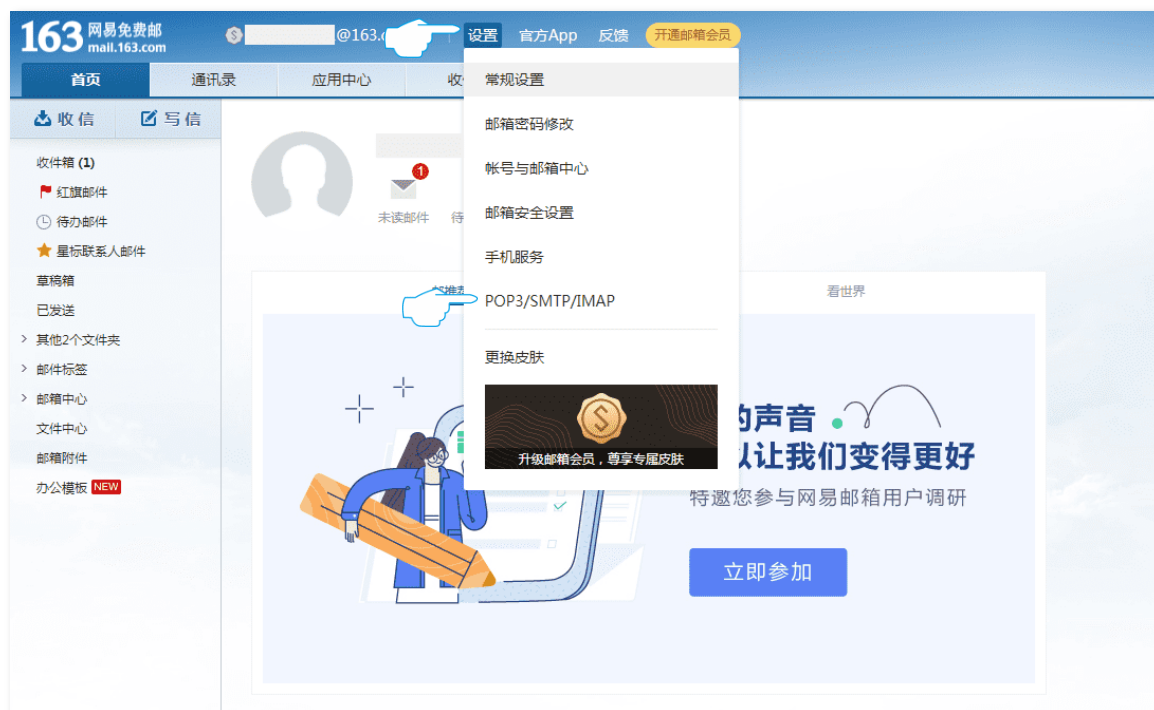 163 网易免费邮
mail.163.com
@163.
设置
官方App
反馈
开通邮箱会员
首页
通讯录
应用中心
收
常规设置
邮箱密码修改
帐号与邮箱中心
邮箱安全设置
手机服务
POP3/SMTP/IMAP
更换皮肤
升级邮箱会员，尊享专属皮肤
收信
写信
收件箱 (1)
红旗邮件
待办邮件
星标联系人邮件
草稿箱
已发送
其他2个文件夹
邮件标签
邮箱中心
文件中心
邮箱附件
办公模板 NEW
1
未读邮件
待
看世界
的声音
以让我们变得更好
特邀您参与网易邮箱用户调研
立即参加